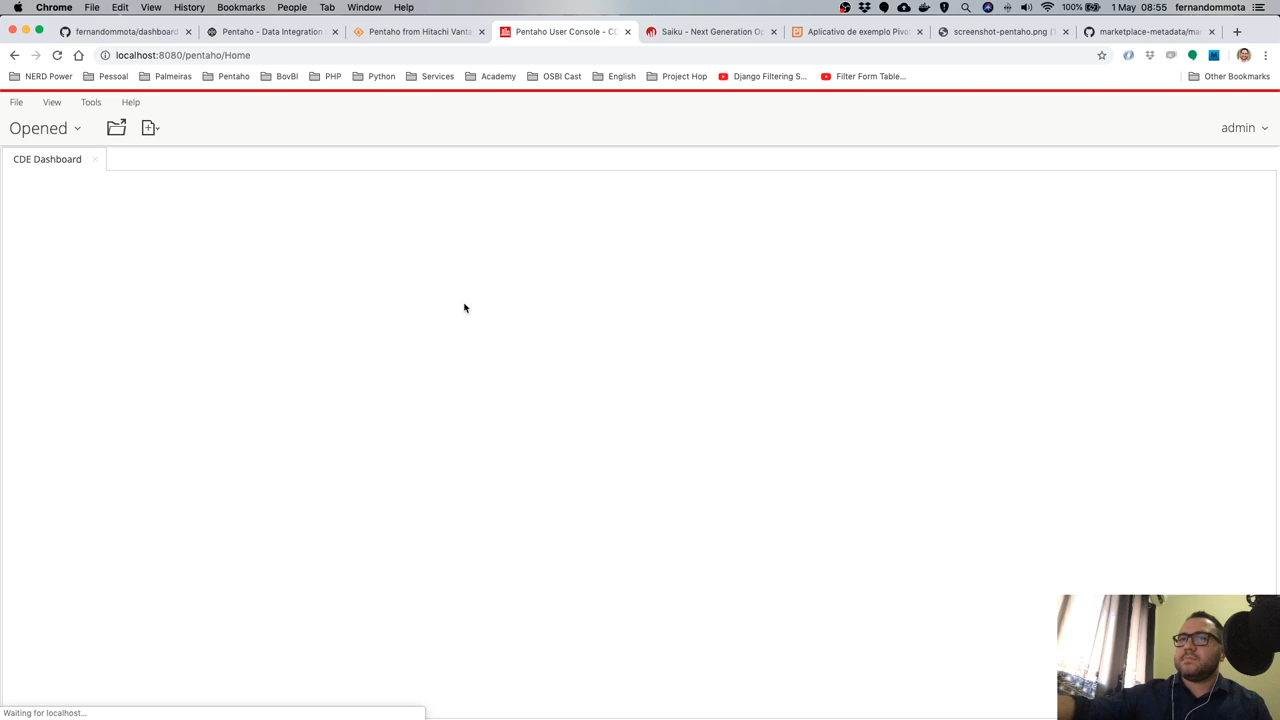 Chrome File Edit View History Bookmarks People Tab Window Help 100% 1 May 08:55 fernandommota
fernandommota/dashboard Pentaho - Data Integration Pentaho from Hitachi Vanta Pentaho User Console - CD Saiku - Next Generation Op Aplicativo de exemplo Pivo screenshot-pentaho.png (1 marketplace-metadata/mar
localhost:8080/pentaho/Home
NERD Power Pessoal Palmeiras Pentaho BovBI PHP Python Services Academy OSBI Cast English Project Hop Django Filtering S... Filter Form Table... Other Bookmarks
File View Tools Help
Opened admin
CDE Dashboard
Waiting for localhost...